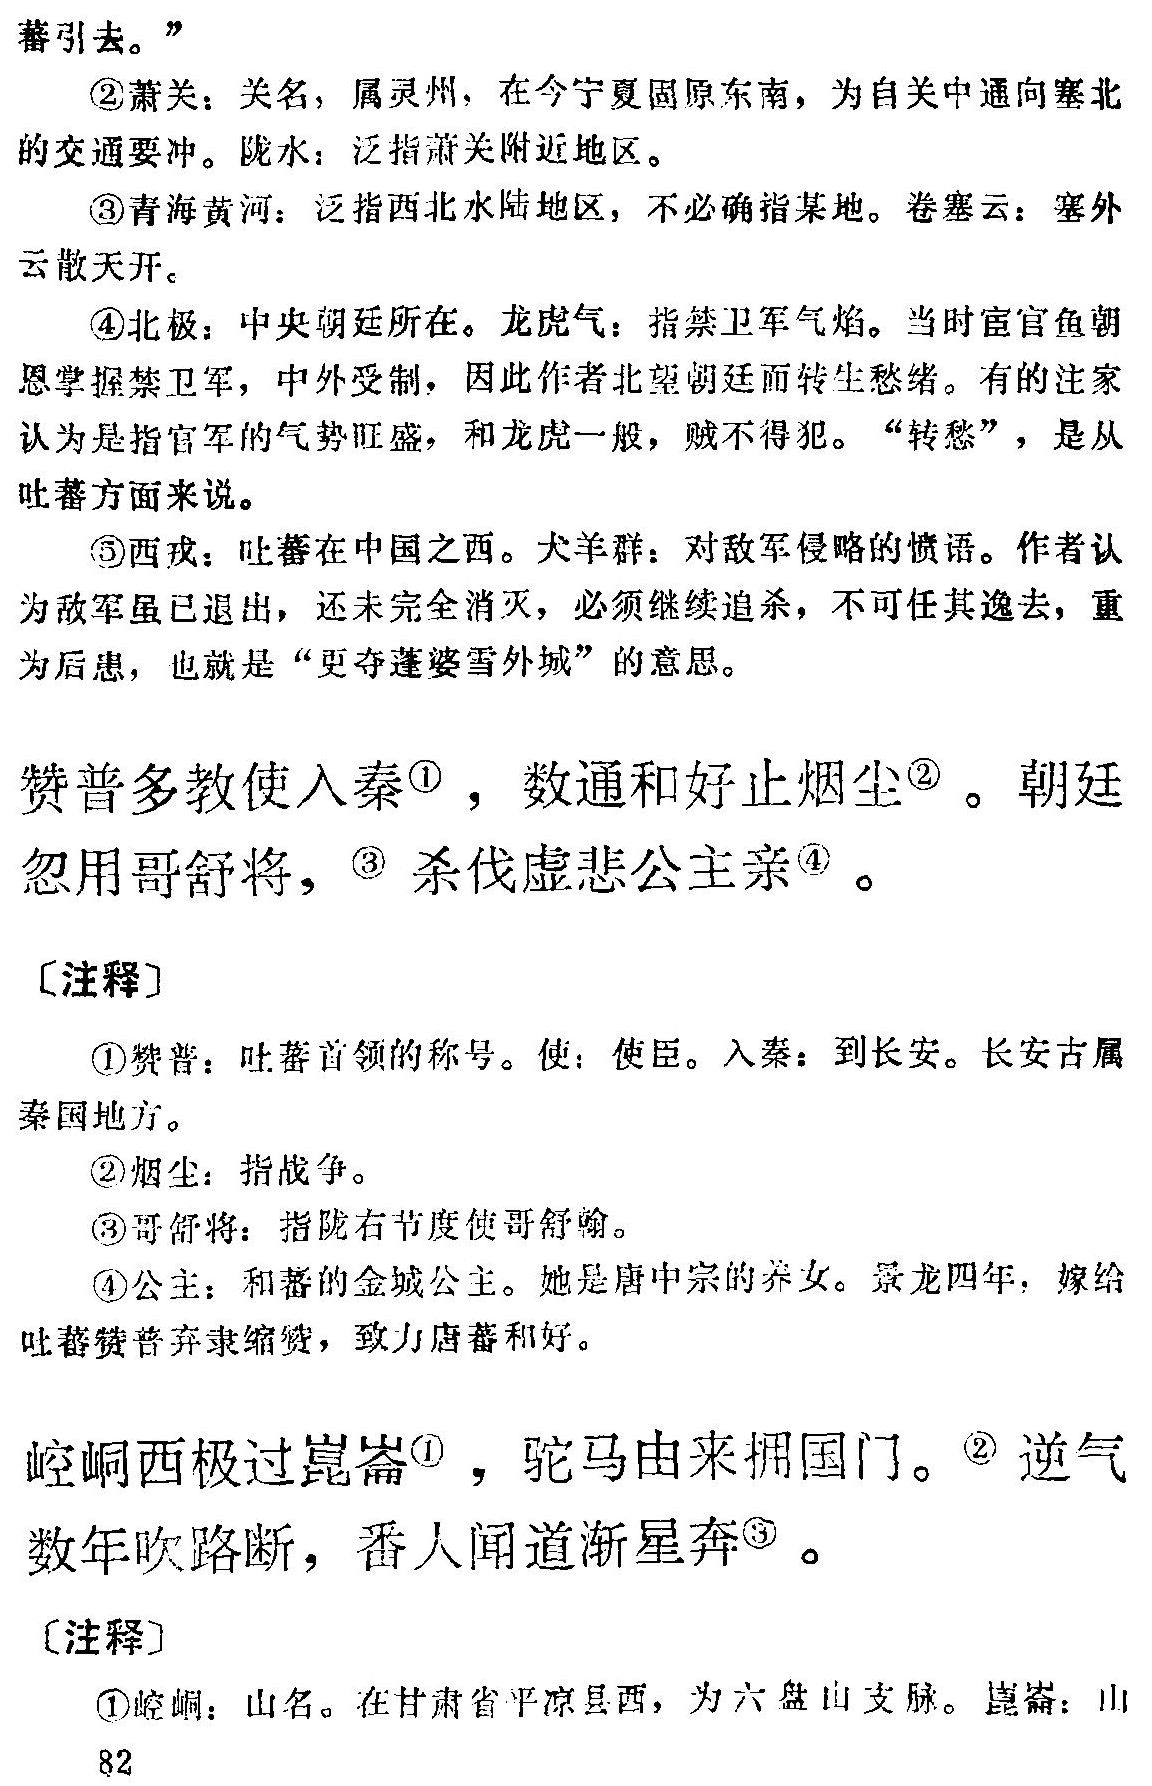 蕃引去。”
②萧关：关名，属灵州，在今宁夏固原东南，为自关中通向塞北
的交通要冲。陇水：泛指萧关附近地区。
③青海黄河：泛指西北水陆地区，不必确指某地。卷塞云：塞外
云散天开。
④北极：中央朝廷所在。龙虎气：指禁卫军气焰。当时宦官鱼朝
恩掌握禁卫军，中外受制，因此作者北望朝廷而转生愁绪。有的注家
认为是指官军的气势旺盛，和龙虎一般，贼不得犯。“转愁”，是从
吐蕃方面来说。
⑤西戎：吐蕃在中国之西。犬羊群：对敌军侵略的愤语。作者认
为敌军虽已退出，还未完全消灭，必须继续追杀，不可任其逸去，重
为后患，也就是“更夺蓬婆雪外城”的意思。
赞普多教使入秦①，数通和好止烟尘②。朝廷
忽用哥舒将，③杀伐虚悲公主亲④。
〔注释〕
①赞普：吐蕃首领的称号。使：使臣。入秦：到长安。长安古属
秦国地方。
②烟尘：指战争。
③哥舒将：指陇右节度使哥舒翰。
④公主：和蕃的金城公主。她是唐中宗的养女。景龙四年，嫁给
吐蕃赞普弃隶缩赞，致力唐蕃和好。
崆峒西极过崑崙①，驼马由来拥国门。②逆气
数年吹路断，番人闻道渐星奔③。
〔注释〕
①崆峒：山名。在甘肃省平凉县西，为六盘山支脉。崑崙：山
82